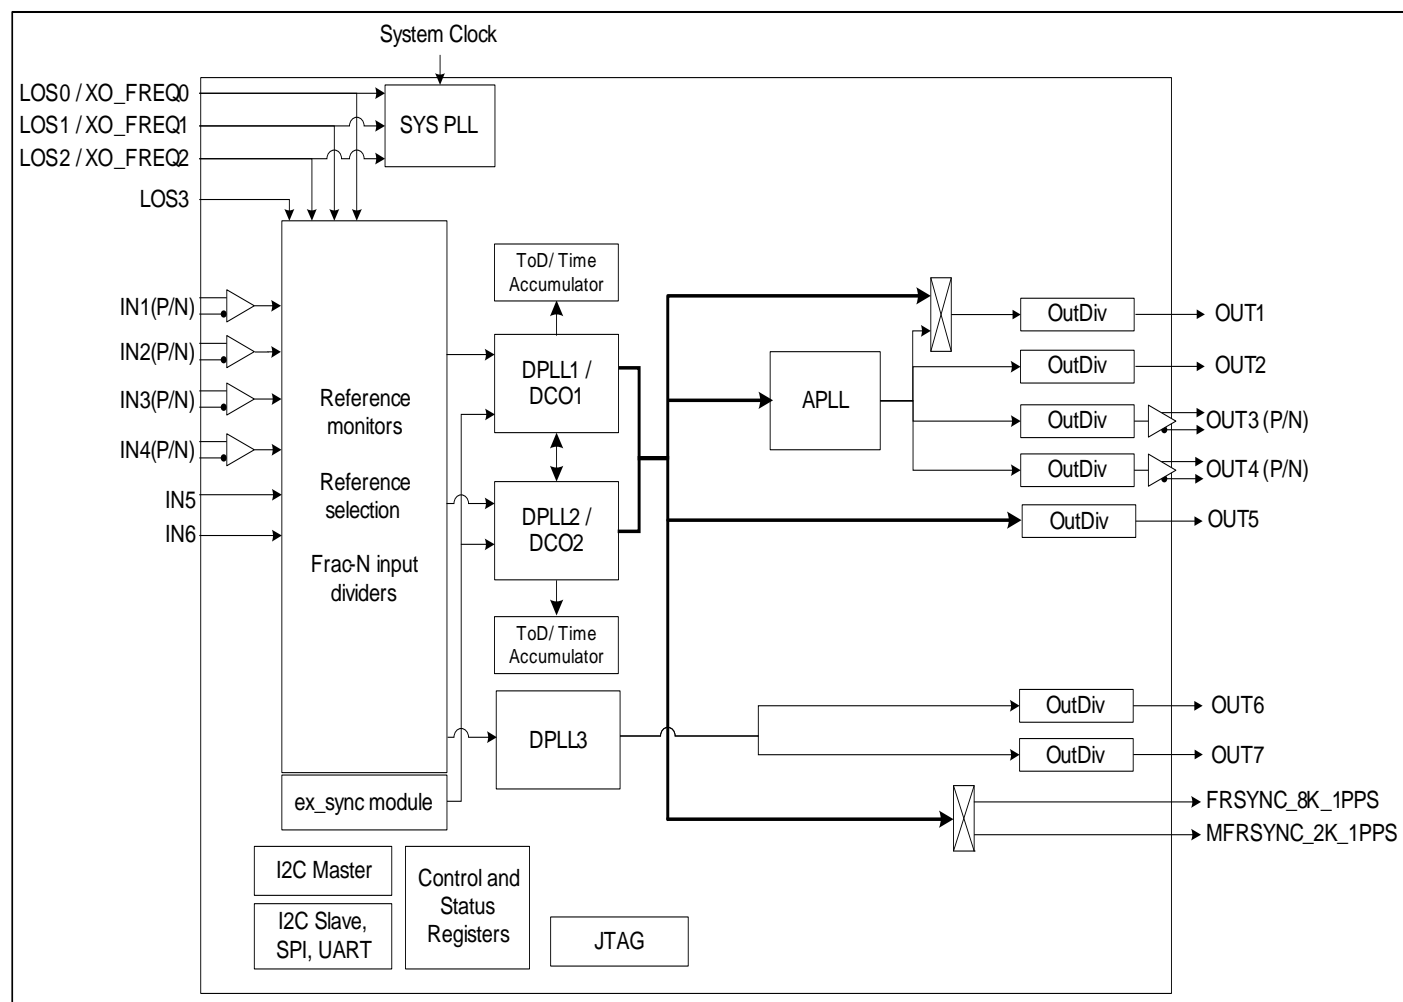 System Clock
LOS0 / XO_FREQ0
LOS1 / XO_FREQ1
LOS2 / XO_FREQ2
SYS PLL
LOS3
ToD/ Time
Accumulator
IN1(P/N)
IN2(P/N)
IN3(P/N)
IN4(P/N)
IN5
IN6
Reference
monitors
Reference
selection
Frac-N input
dividers
DPLL1 /
DCO1
DPLL2 /
DCO2
ToD/ Time
Accumulator
APLL
OutDiv
OUT1
OutDiv
OUT2
OutDiv
OUT3 (P/N)
OutDiv
OUT4 (P/N)
OutDiv
OUT5
DPLL3
OutDiv
OUT6
OutDiv
OUT7
ex_sync module
FRSYNC_8K_1PPS
MFRSYNC_2K_1PPS
I2C Master
I2C Slave,
SPI, UART
Control and
Status
Registers
JTAG